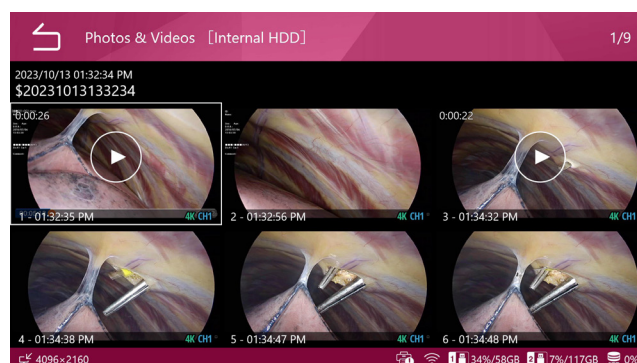 Photos & Videos [Internal HDD]
1/9
2023/10/13 01:32:34 PM
$20231013133234
0:00:26
0:00:22
1 - 01:32:35 PM 4K CH1
2 - 01:32:56 PM 4K CH1
3 - 01:34:32 PM 4K CH1
4 - 01:34:38 PM 4K CH1
5 - 01:34:47 PM 4K CH1
6 - 01:34:48 PM 4K CH1
4096×2160
1 34%/58GB 2 7%/117GB 0%